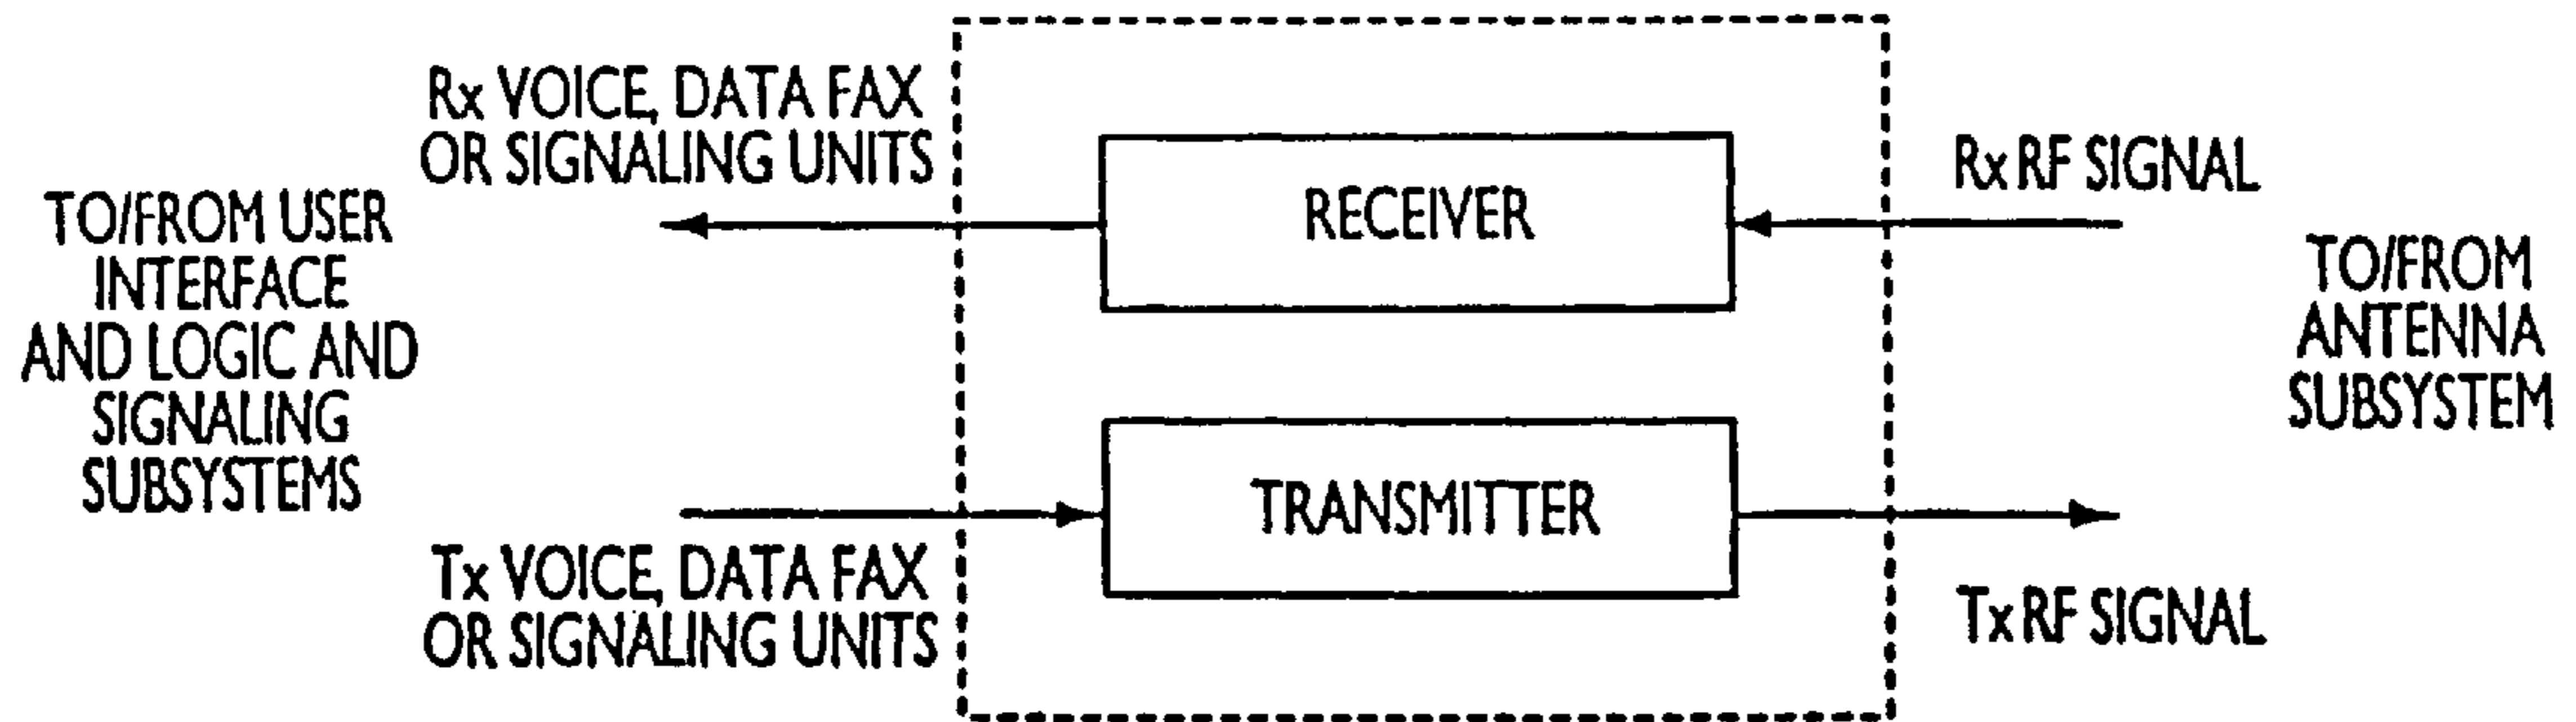 TO/FROM USER
INTERFACE
AND LOGIC AND
SIGNALING
SUBSYSTEMS
Rx VOICE, DATA FAX
OR SIGNALING UNITS
RECEIVER
Rx RF SIGNAL
TO/FROM
ANTENNA
SUBSYSTEM
Tx VOICE, DATA FAX
OR SIGNALING UNITS
TRANSMITTER
Tx RF SIGNAL